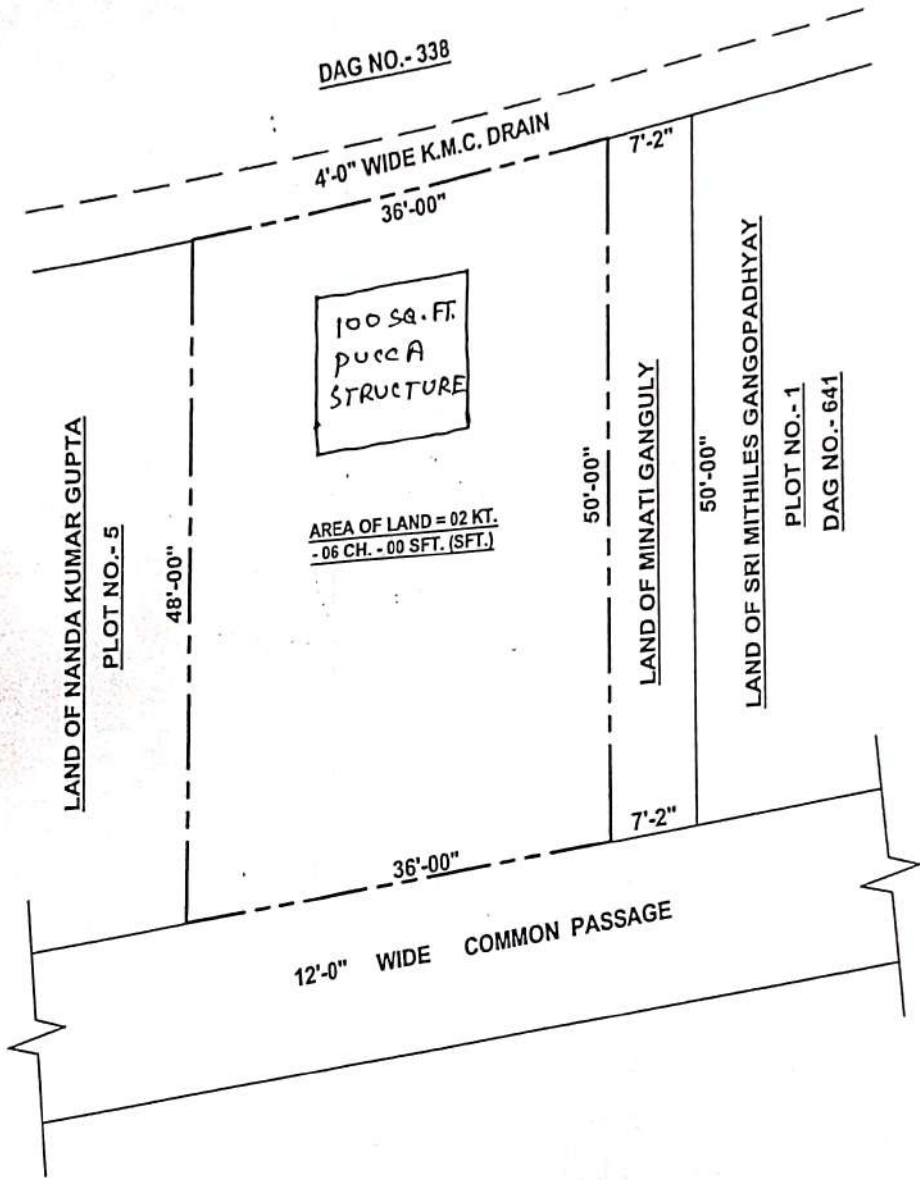 DAG NO.- 338
4'-0" WIDE K.M.C. DRAIN
7'-2"
36'-00"
100 SQ.FT.
PUCCA
STRUCTURE
LAND OF NANDA KUMAR GUPTA
PLOT NO.- 5
48'-00"
AREA OF LAND = 02 KT.
- 06 CH. - 00 SFT. (SFT.)
50'-00"
LAND OF MINATI GANGULY
50'-00"
LAND OF SRI MITHILES GANGOPADHYAY
PLOT NO.- 1
DAG NO.- 641
7'-2"
36'-00"
12'-0" WIDE COMMON PASSAGE